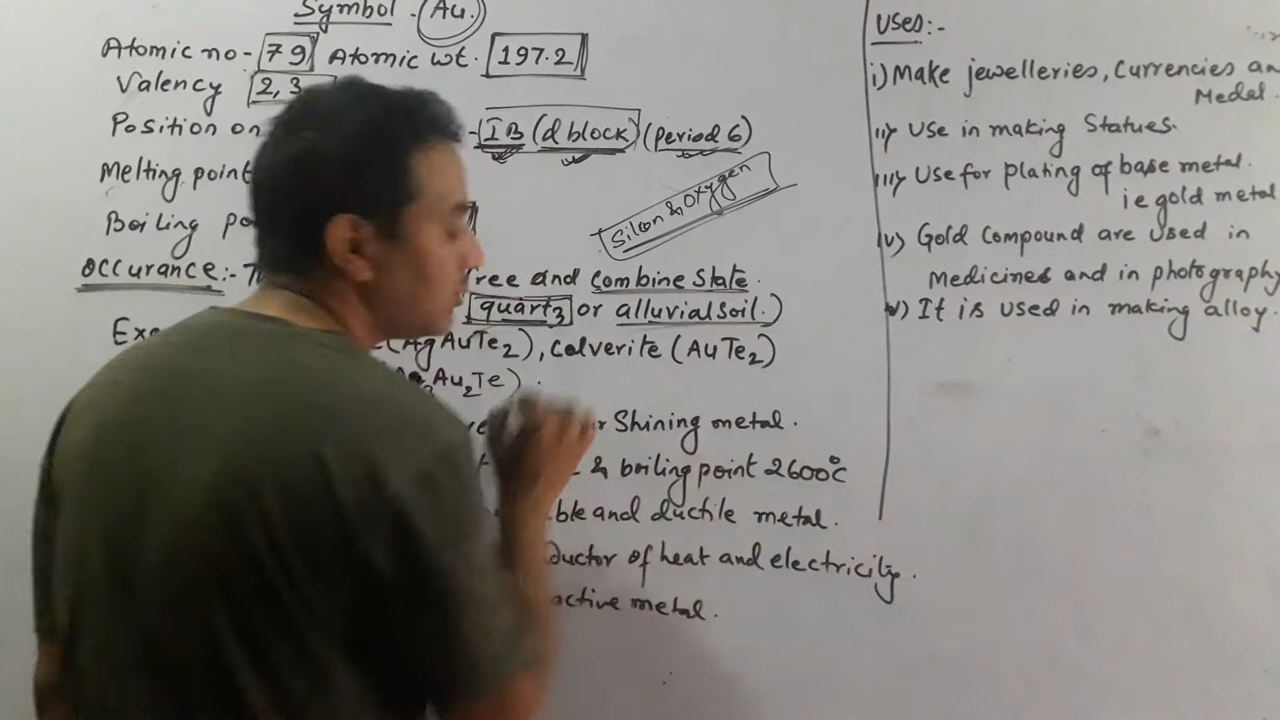 Symbol - Au.
Atomic no- 79 Atomic wt. 197.2
Valency 2, 3
Position on - IB (d block) (period 6)
Melting point
Boiling po
Silicon & Oxygen
Occurance:- free and Combine State.
quartz or alluvial soil.)
Exa (AgAuTe2), Calverite (AuTe2)
Au2Te).
Shining metal.
& boiling point 2600°C
ble and ductile metal.
ductor of heat and electricity.
active metal.
Uses:-
i) Make jewelleries, Currencies an
Medel.
ii) Use in making Statues.
iii) Use for plating of base metal.
ie gold metal
iv) Gold Compound are used in
Medicines and in photography
v) It is used in making alloy.